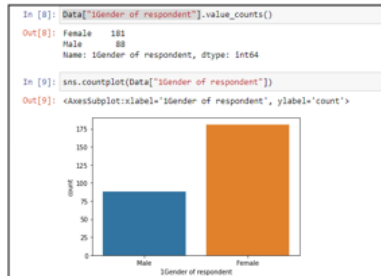 In [8]: Data["1Gender of respondent"].value_counts()
Out[8]: Female 181
Male 88
Name: 1Gender of respondent, dtype: int64
In [9]: sns.countplot(Data["1Gender of respondent"])
Out[9]: <AxesSubplot:xlabel='1Gender of respondent', ylabel='count'>
175
150
125
100
75
50
25
0
count
Male Female
1Gender of respondent